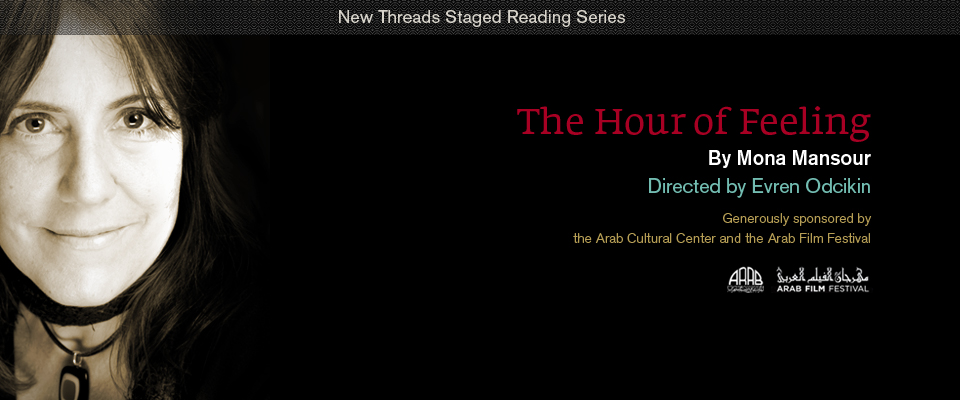 New Threads Staged Reading Series
The Hour of Feeling
By Mona Mansour
Directed by Evren Odcikin
Generously sponsored by
the Arab Cultural Center and the Arab Film Festival
ARAB
مهرجان الفيلم العربي
ARAB FILM FESTIVAL